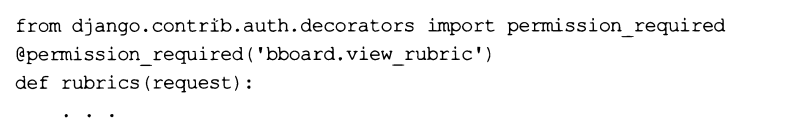 from django.contrib.auth.decorators import permission_required
@permission_required('bboard.view_rubric')
def rubrics(request):
    . . .